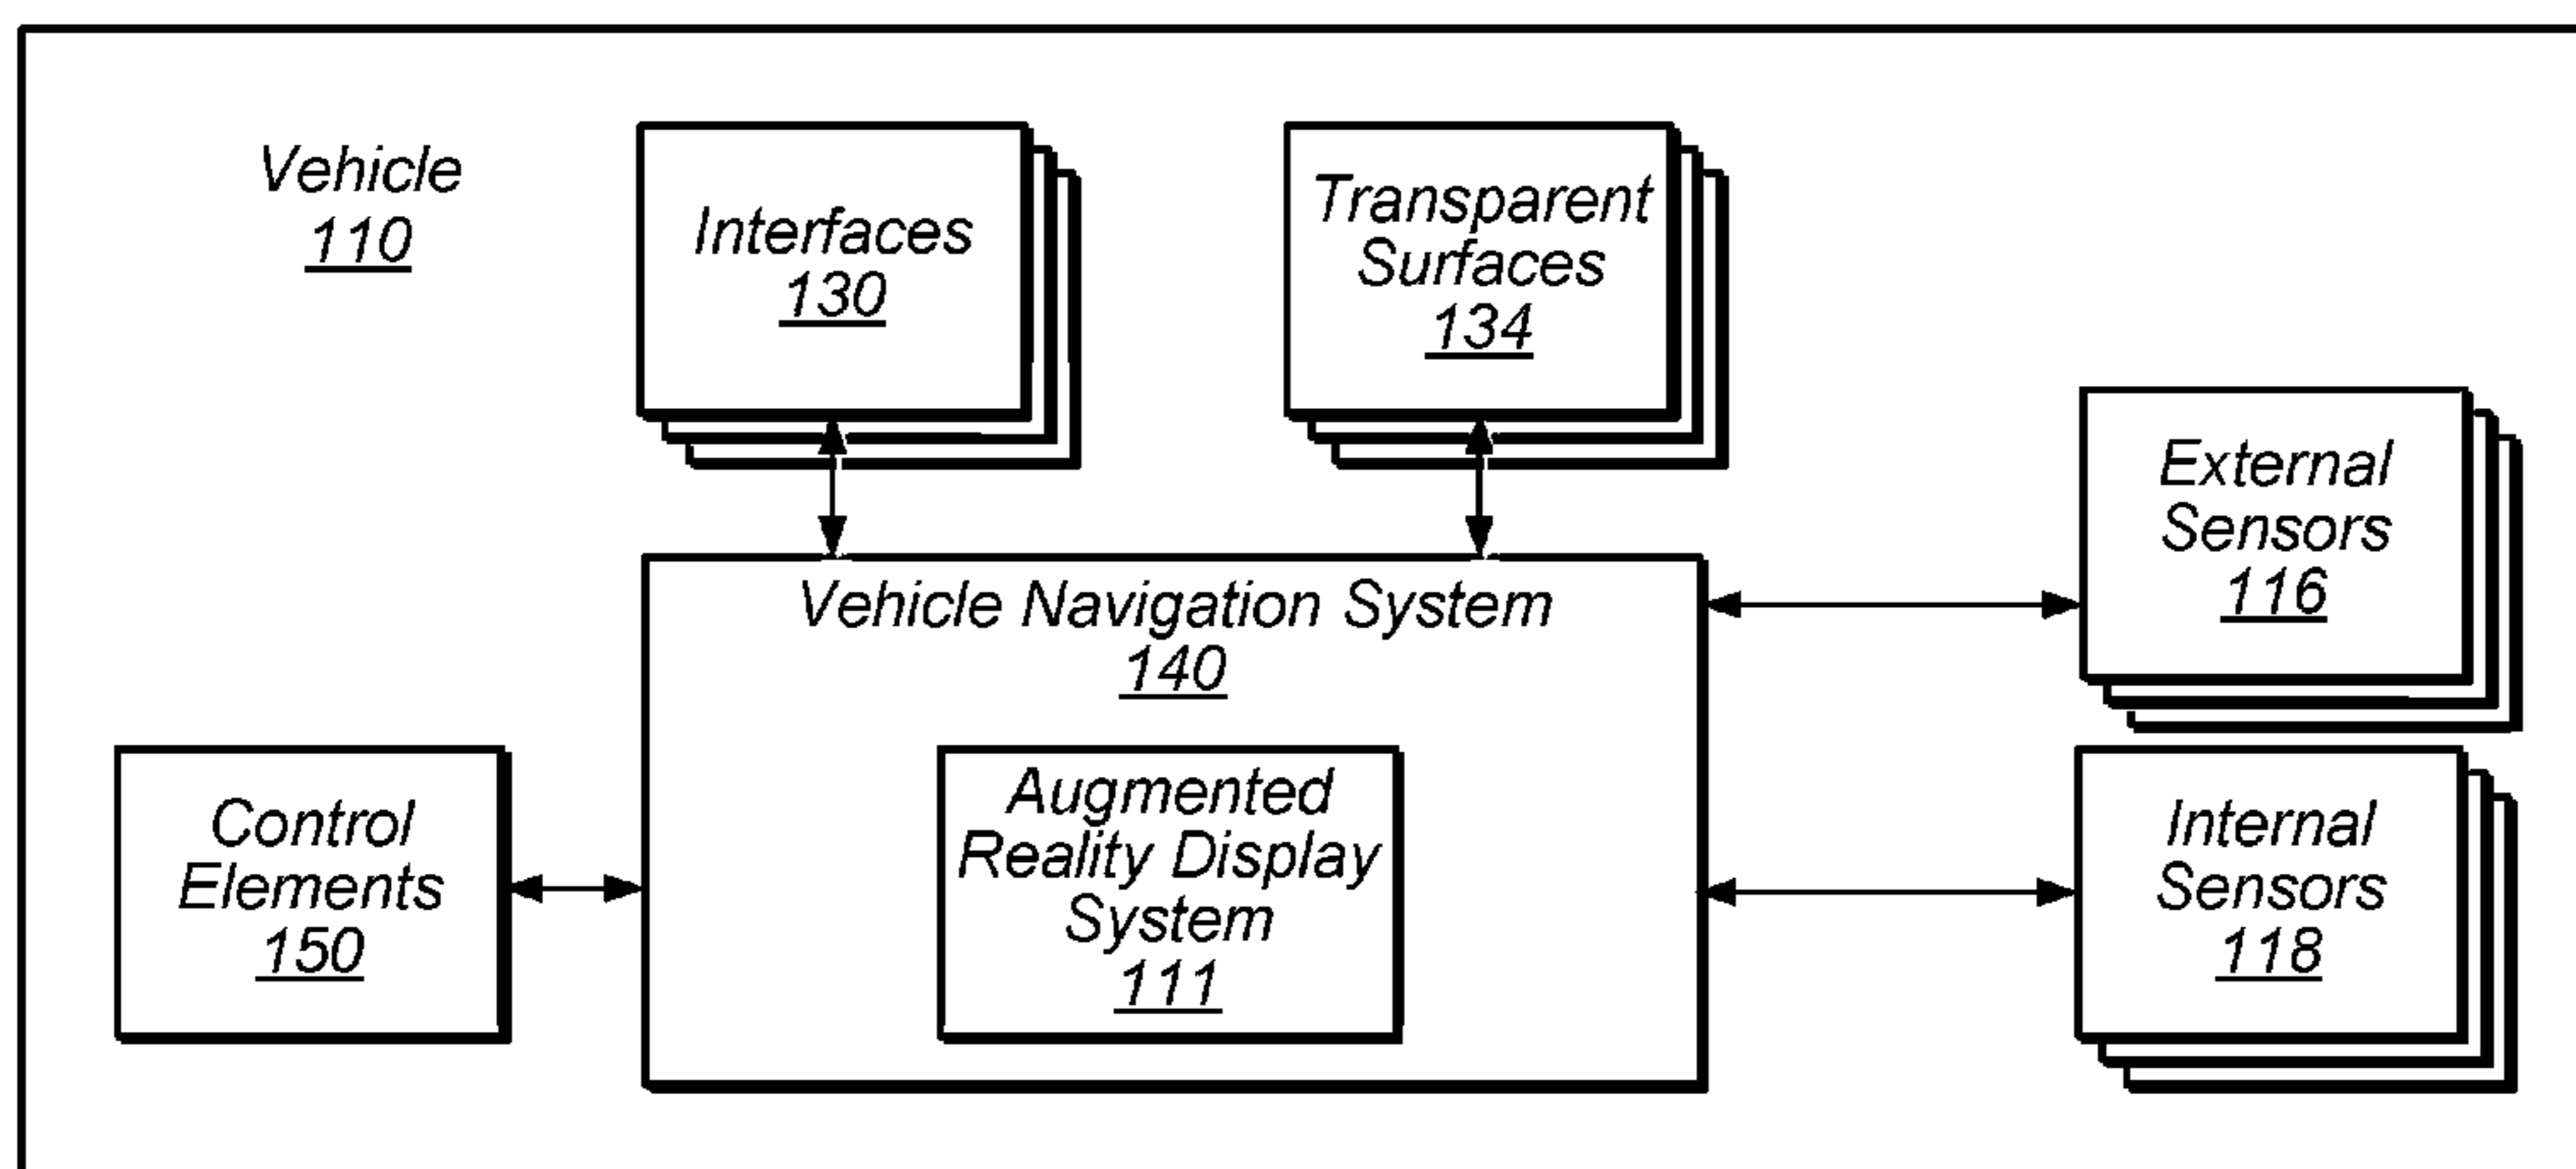 Vehicle
110
Interfaces
130
Transparent
Surfaces
134
External
Sensors
116
Vehicle Navigation System
140
Augmented
Reality Display
System
111
Control
Elements
150
Internal
Sensors
118